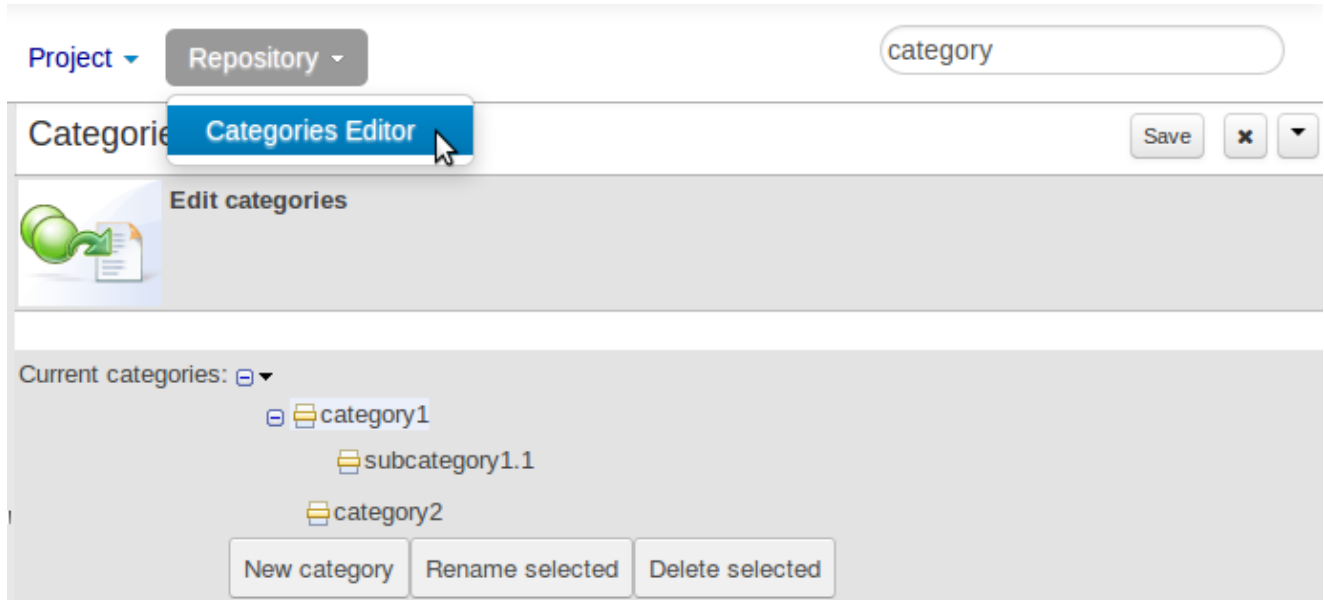 Project Repository category
Categorie Categories Editor Save
Edit categories
Current categories:
category1
subcategory1.1
category2
New category Rename selected Delete selected